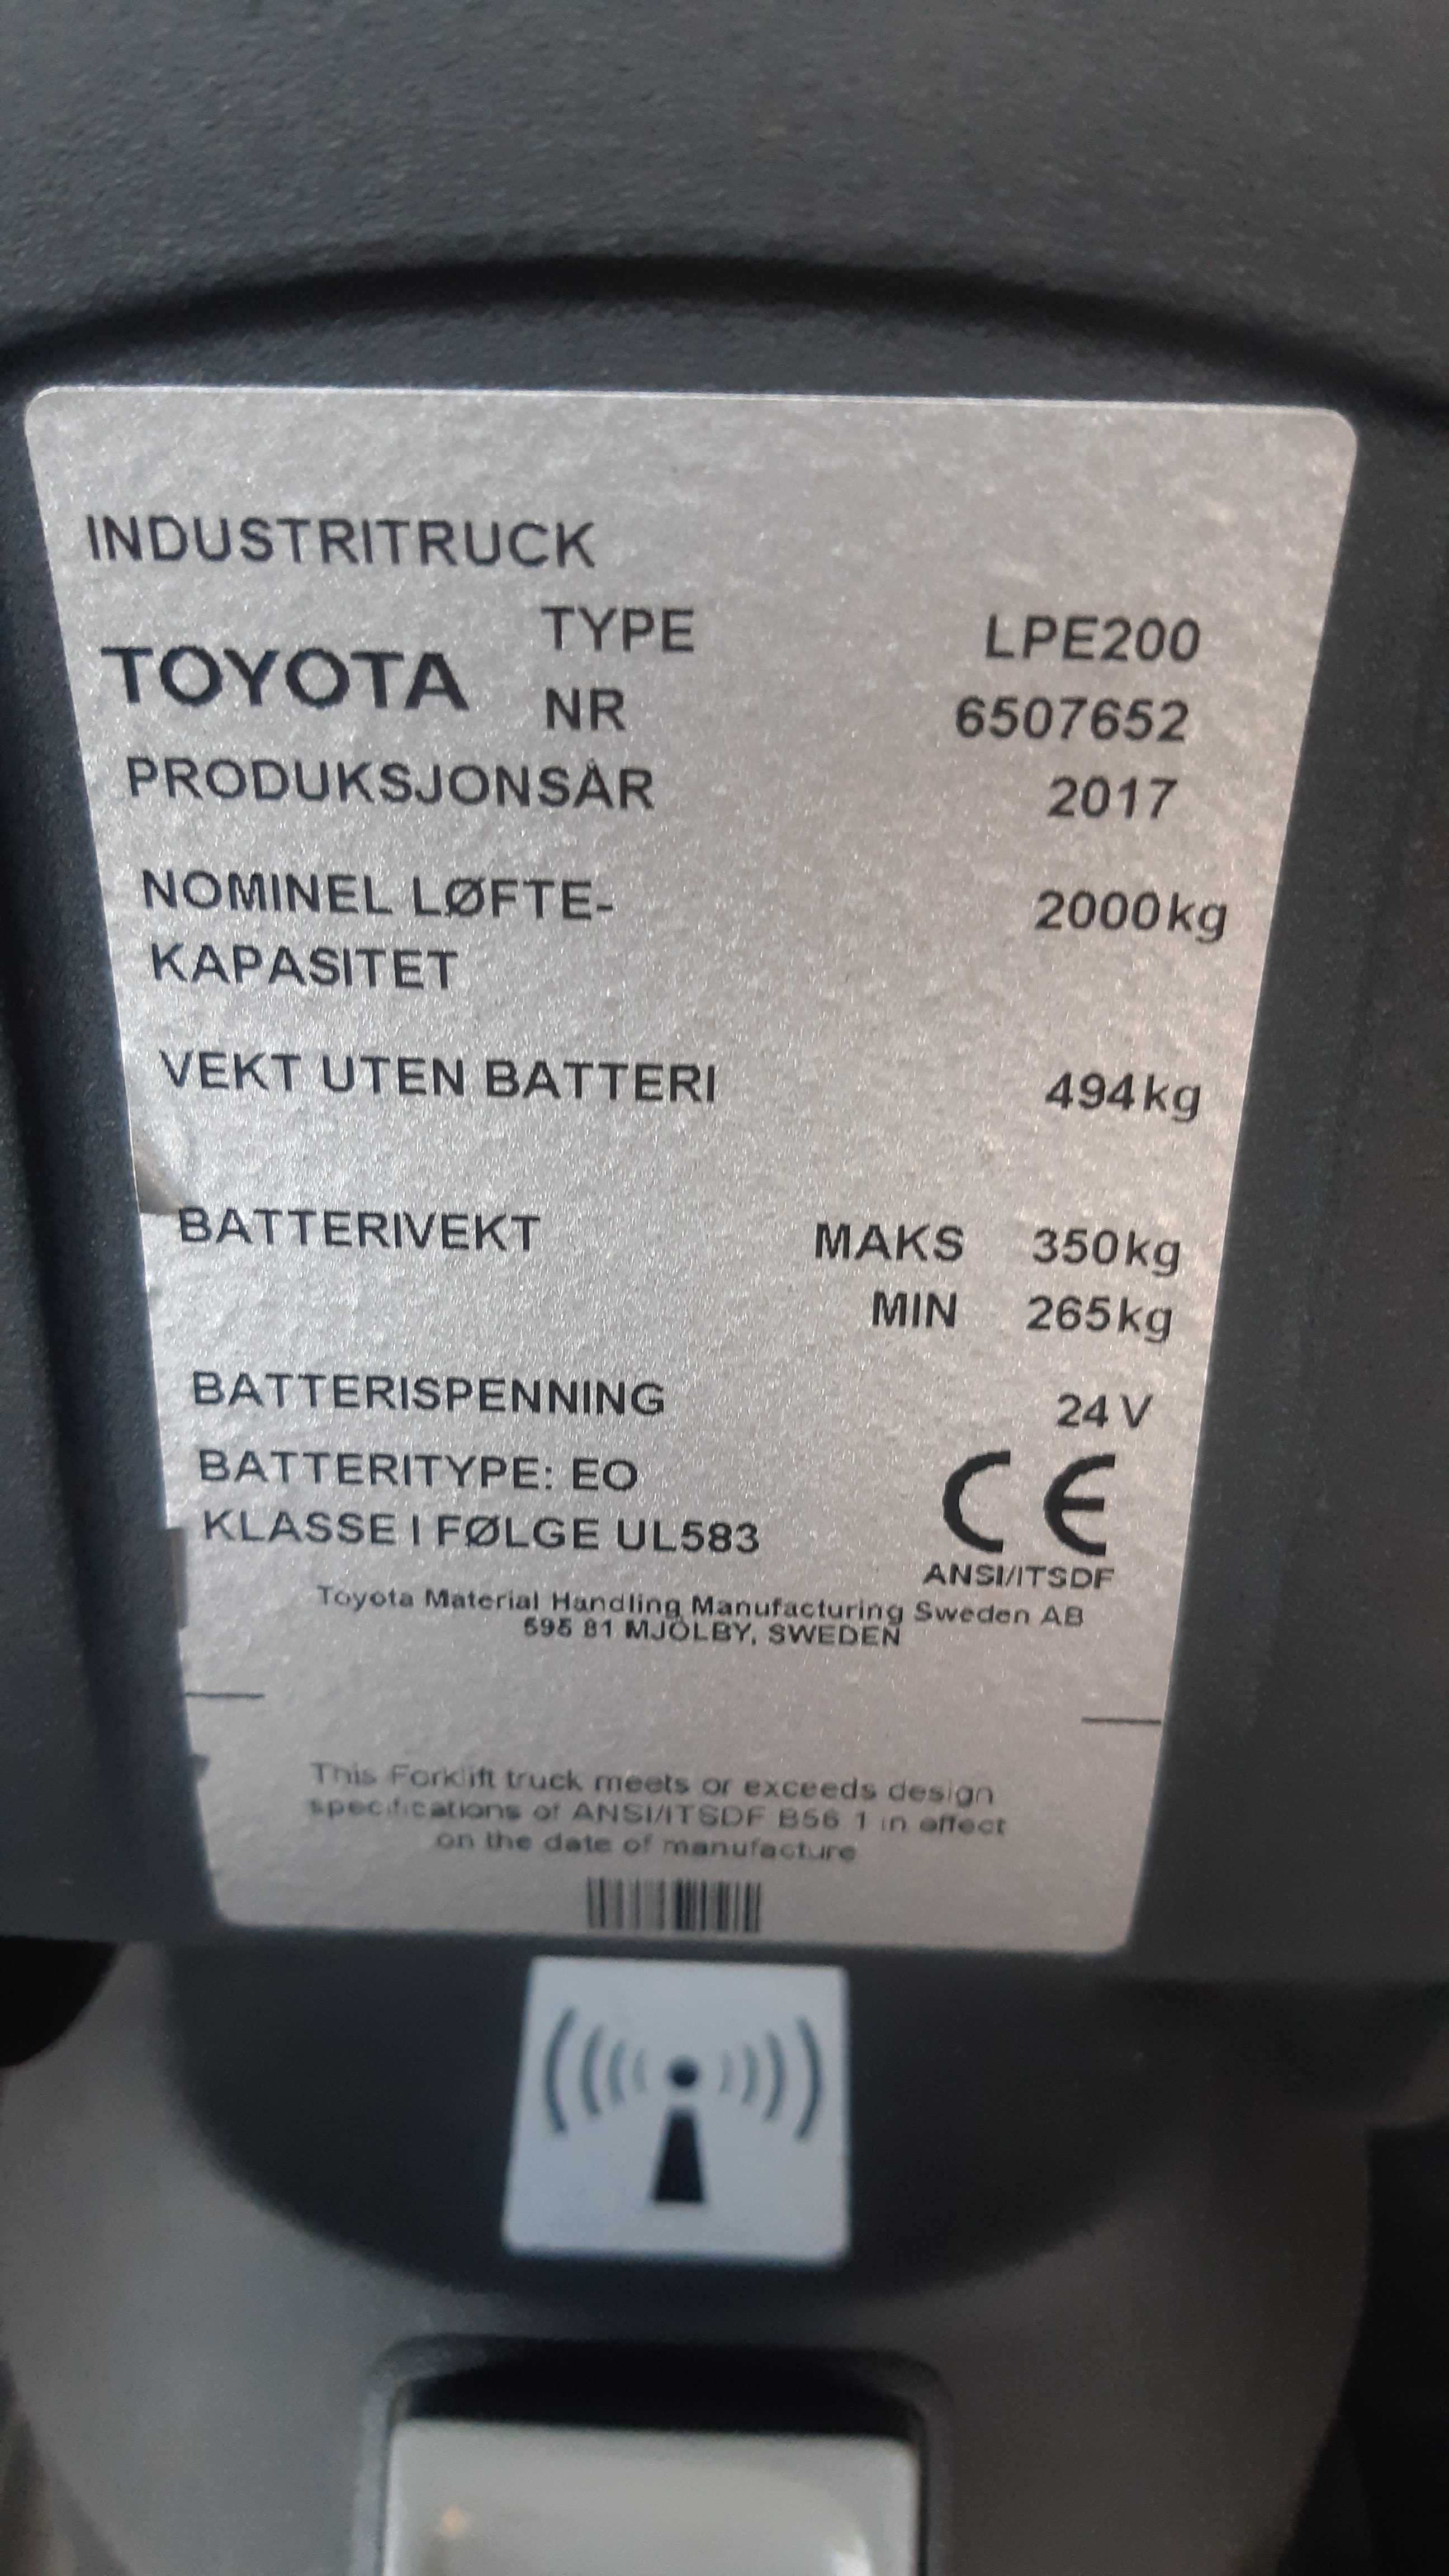 INDUSTRITRUCK
TYPE LPE200
TOYOTA
NR 6507652
PRODUKSJONSÅR 2017
NOMINEL LØFTE- 2000kg
KAPASITET
VEKT UTEN BATTERI 494kg
BATTERIVEKT MAKS 350kg
MIN 265kg
BATTERISPENNING 24 V
BATTERITYPE: EO
KLASSE I FØLGE UL583
CE
ANSI/ITSDF
Toyota Material Handling Manufacturing Sweden AB
595 81 MJÖLBY, SWEDEN
This Forklift truck meets or exceeds design
specifications of ANSI/ITSDF B56 1 in effect
on the date of manufacture